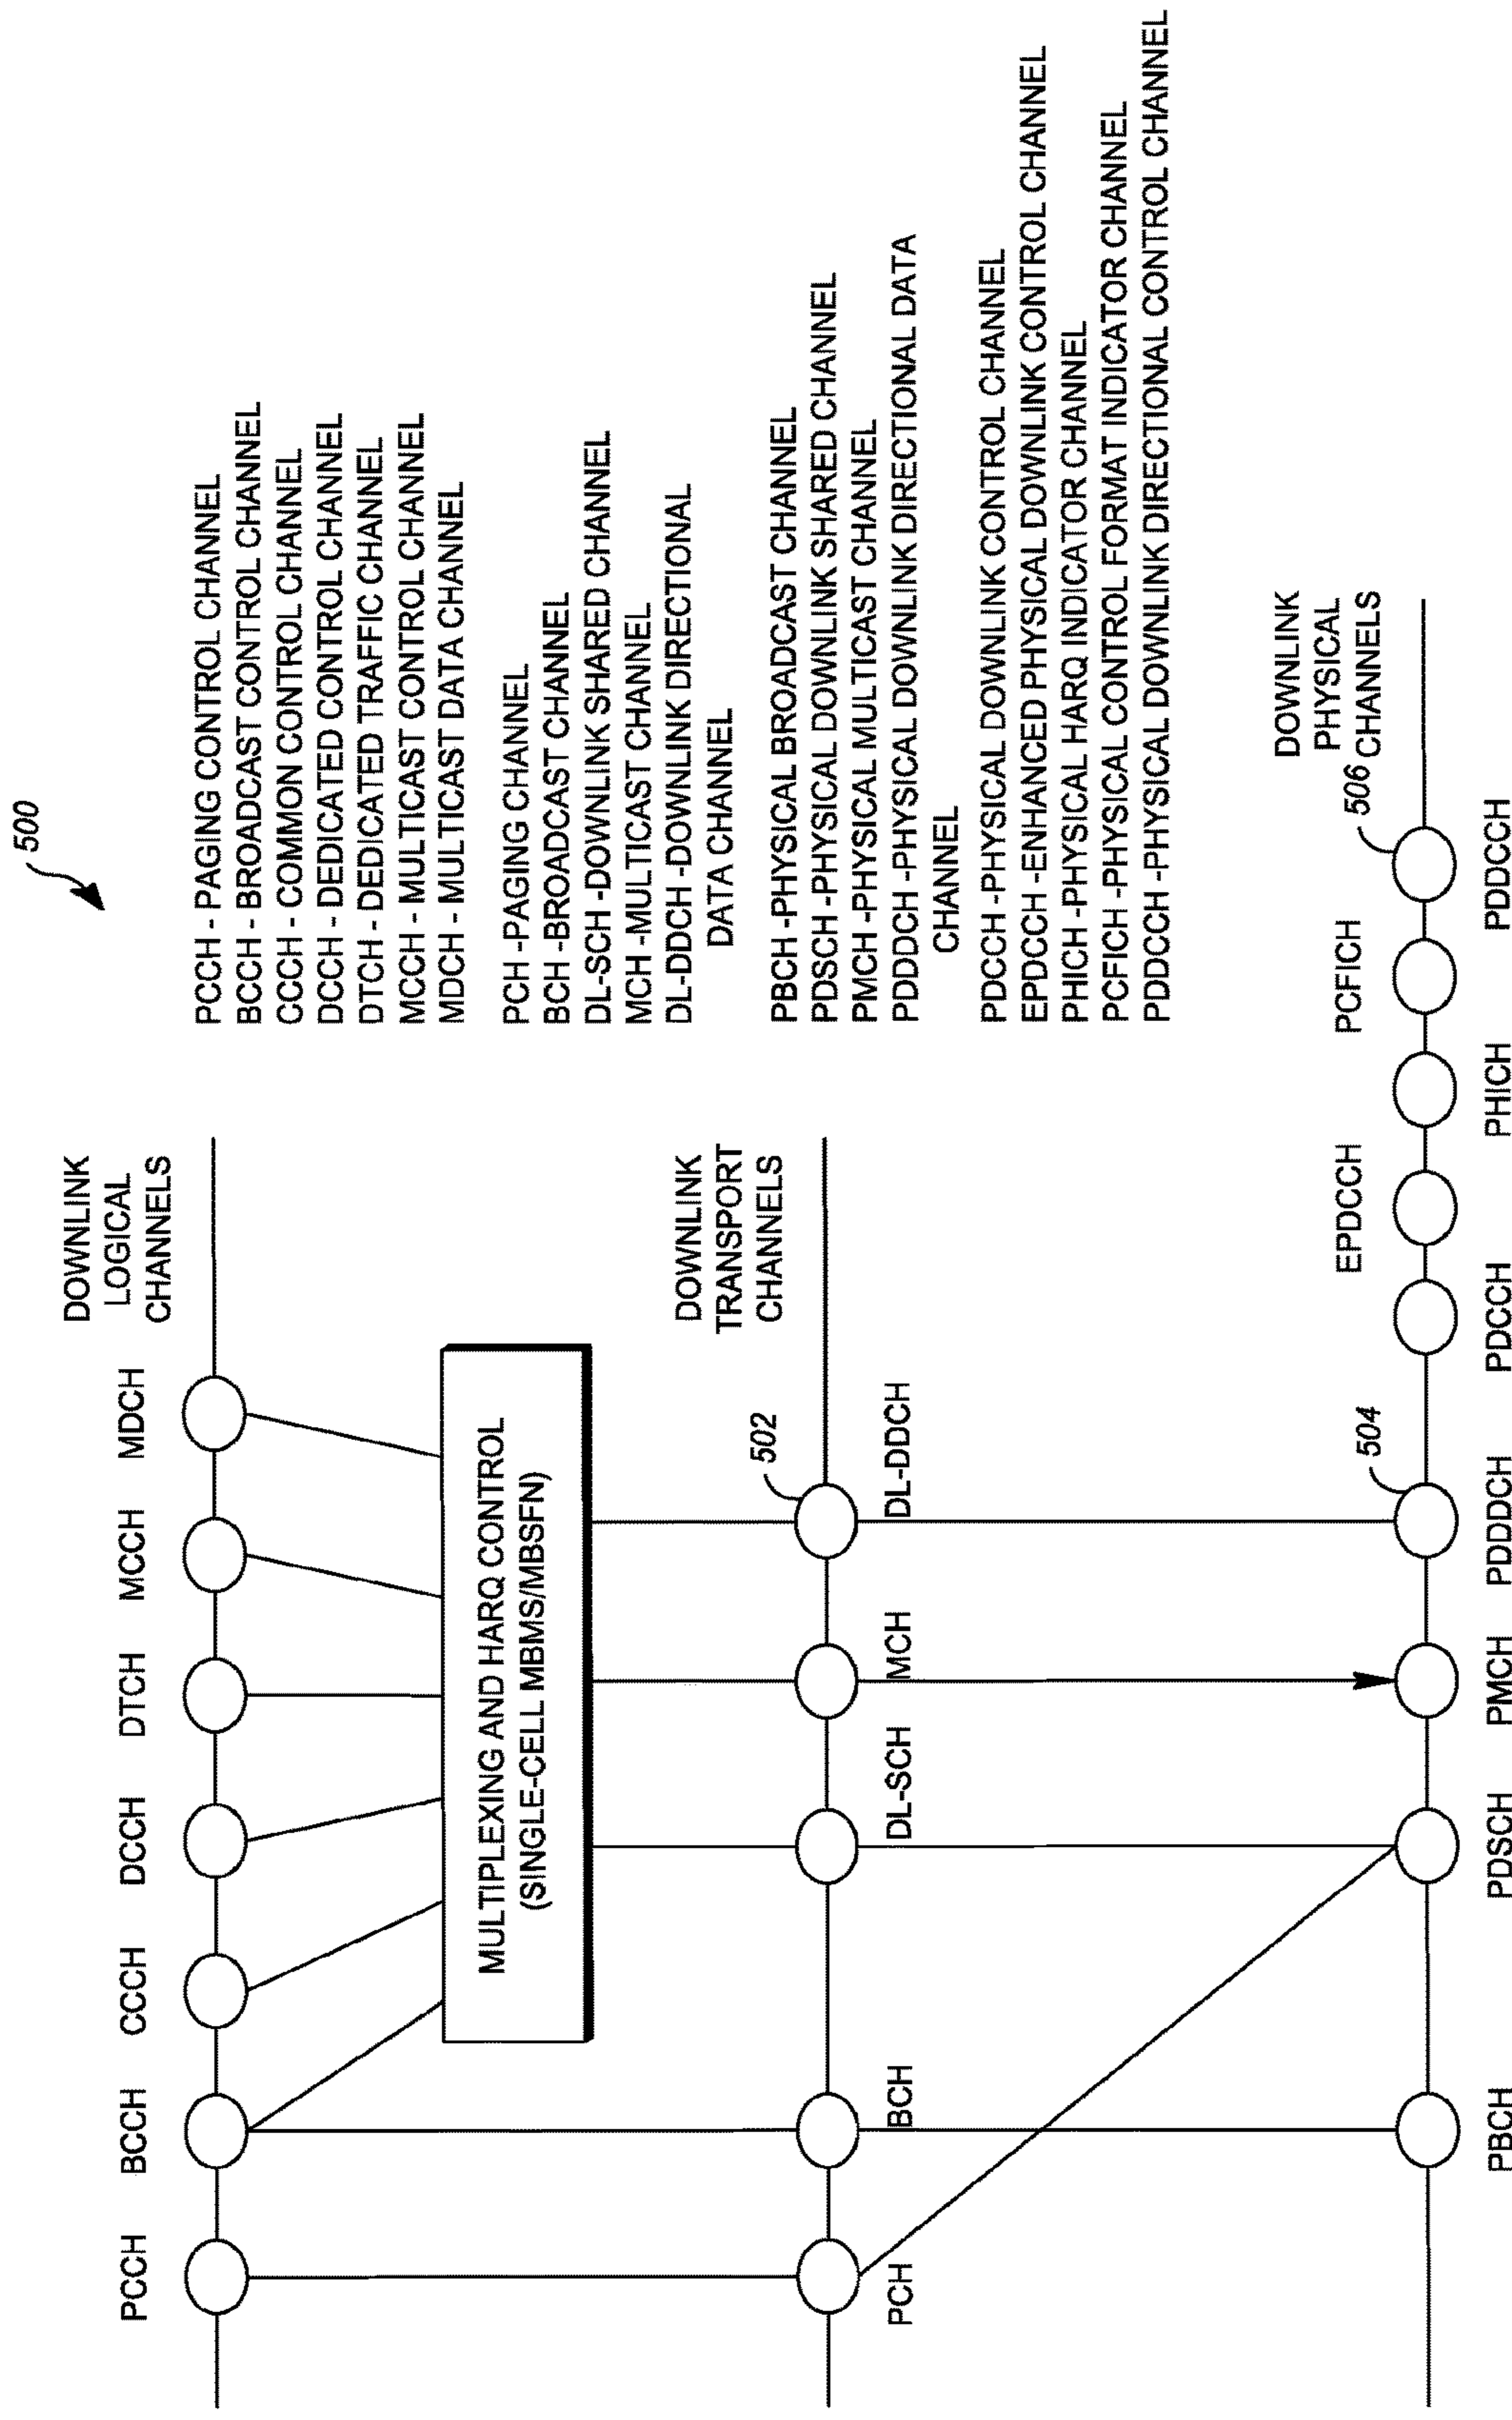 500
DOWNLINK
LOGICAL
CHANNELS
PCCH
BCCH
CCCH
DCCH
DTCH
MCCH
MDCH
MULTIPLEXING AND HARQ CONTROL
(SINGLE-CELL MBMS/MBSFN)
DOWNLINK
TRANSPORT
CHANNELS
502
PCH
BCH
DL-SCH
MCH
DL-DDCH
PCCH - PAGING CONTROL CHANNEL
BCCH - BROADCAST CONTROL CHANNEL
CCCH - COMMON CONTROL CHANNEL
DCCH - DEDICATED CONTROL CHANNEL
DTCH - DEDICATED TRAFFIC CHANNEL
MCCH - MULTICAST CONTROL CHANNEL
MDCH - MULTICAST DATA CHANNEL
PCH -PAGING CHANNEL
BCH -BROADCAST CHANNEL
DL-SCH -DOWNLINK SHARED CHANNEL
MCH -MULTICAST CHANNEL
DL-DDCH -DOWNLINK DIRECTIONAL
DATA CHANNEL
PBCH -PHYSICAL BROADCAST CHANNEL
PDSCH -PHYSICAL DOWNLINK SHARED CHANNEL
PMCH -PHYSICAL MULTICAST CHANNEL
PDDDCH -PHYSICAL DOWNLINK DIRECTIONAL DATA
CHANNEL
PDCCH -PHYSICAL DOWNLINK CONTROL CHANNEL
EPDCCH -ENHANCED PHYSICAL DOWNLINK CONTROL CHANNEL
PHICH -PHYSICAL HARQ INDICATOR CHANNEL
PCFICH -PHYSICAL CONTROL FORMAT INDICATOR CHANNEL
PDDCCH -PHYSICAL DOWNLINK DIRECTIONAL CONTROL CHANNEL
DOWNLINK
PHYSICAL
CHANNELS
504
EPDCCH
PCFICH
506
PBCH
PDSCH
PMCH
PDDDCH
PDCCH
PHICH
PDDCCH